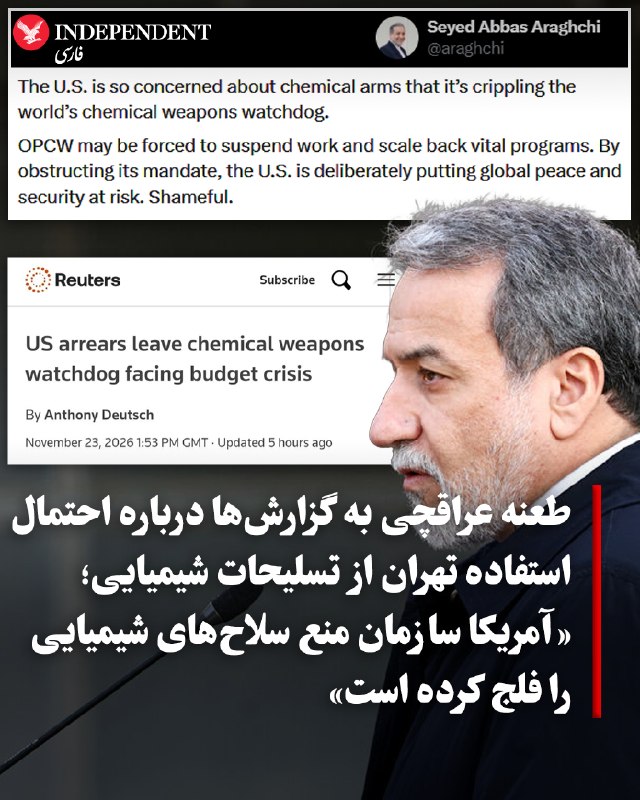 INDEPENDENT
فارسی
Seyed Abbas Araghchi
@araghchi
The U.S. is so concerned about chemical arms that it's crippling the
world's chemical weapons watchdog.
OPCW may be forced to suspend work and scale back vital programs. By
obstructing its mandate, the U.S. is deliberately putting global peace and
security at risk. Shameful.
Reuters
Subscribe
US arrears leave chemical weapons
watchdog facing budget crisis
By Anthony Deutsch
November 23, 2026 1:53 PM GMT · Updated 5 hours ago
طعنه عراقچی به گزارش‌ها درباره احتمال
استفاده تهران از تسلیحات شیمیایی؛
«آمریکا سازمان منع سلاح‌های شیمیایی
را فلج کرده است»